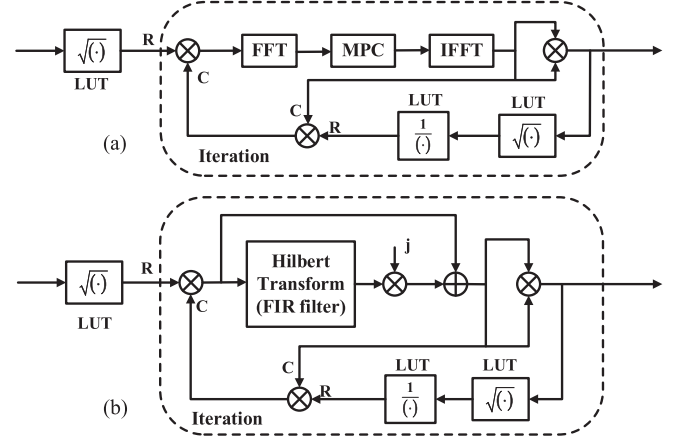 R
√(·)
LUT
FFT
MPC
IFFT
C
C
R
LUT
1/(·)
LUT
√(·)
(a)
Iteration
R
√(·)
LUT
C
Hilbert
Transform
(FIR filter)
j
C
R
LUT
1/(·)
LUT
√(·)
(b)
Iteration